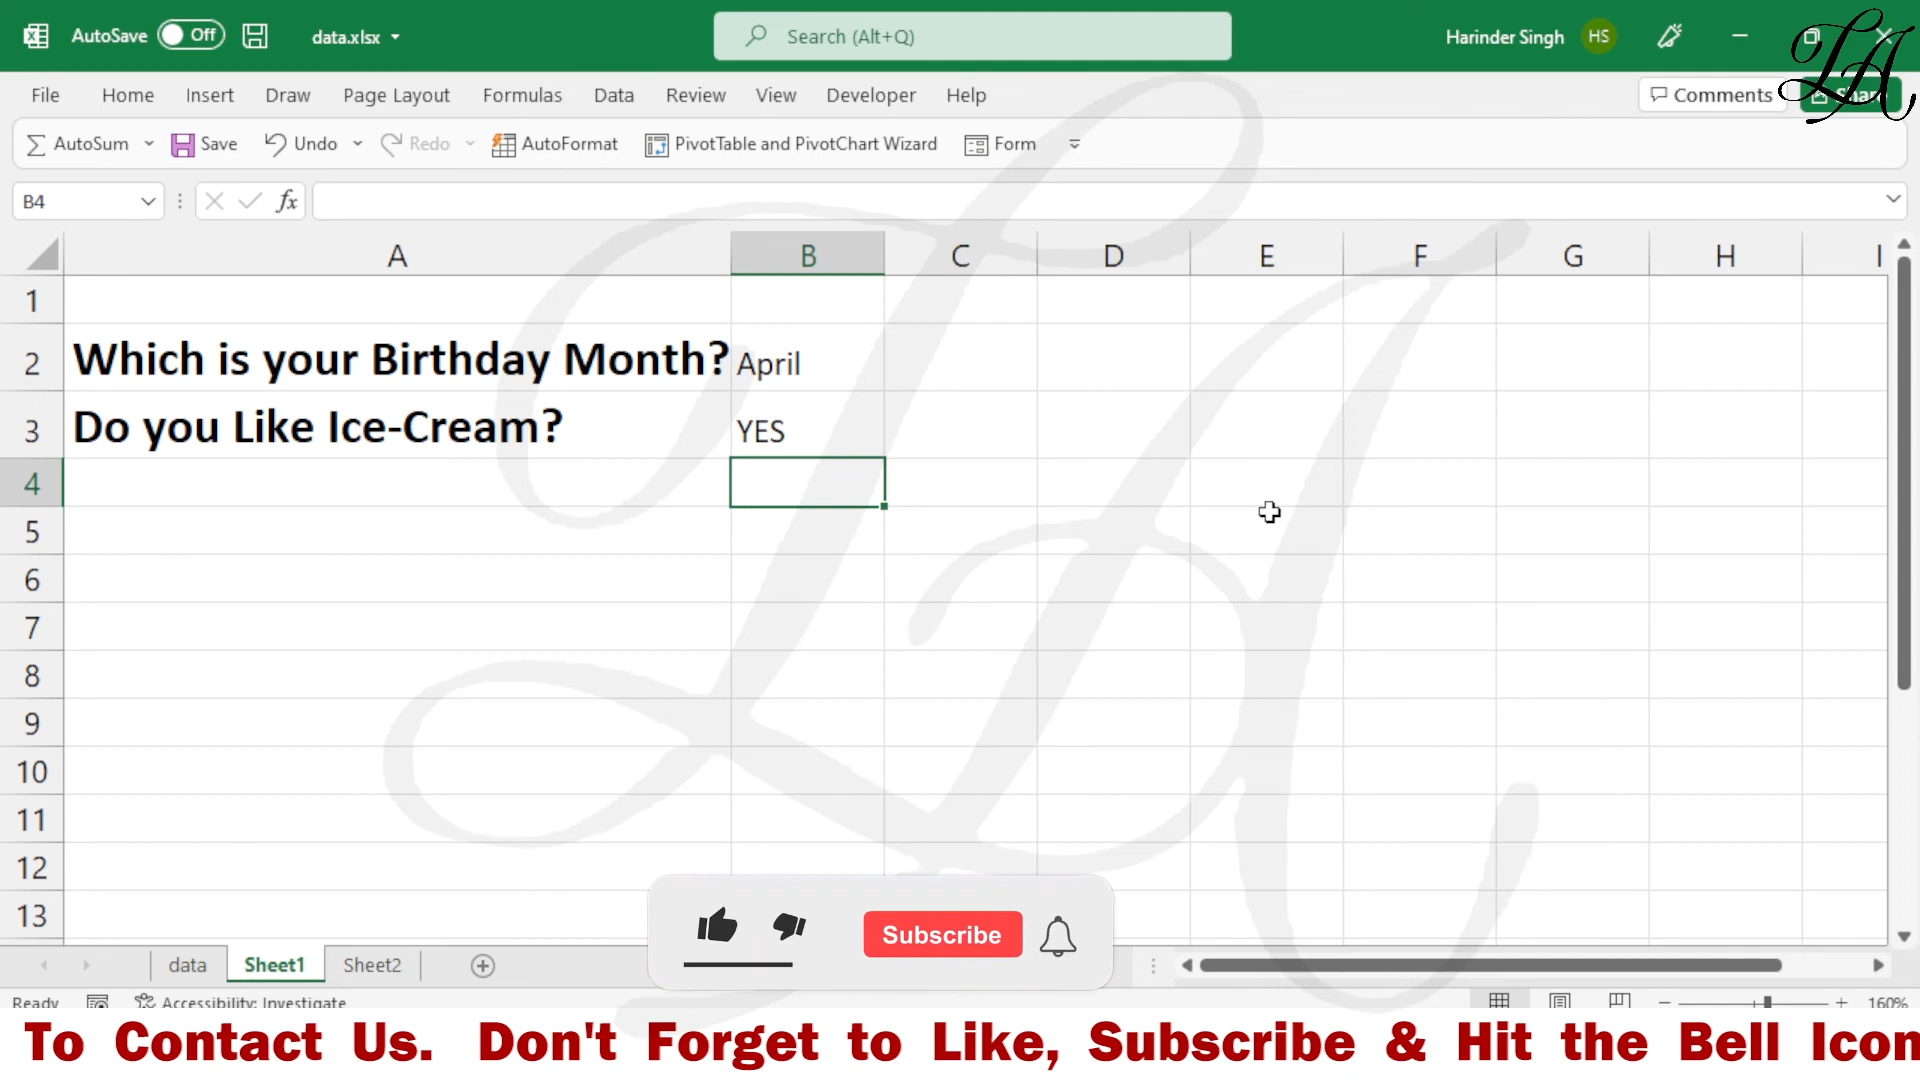 AutoSave Off data.xlsx Search (Alt+Q) Harinder Singh HS
File Home Insert Draw Page Layout Formulas Data Review View Developer Help Comments Share
AutoSum Save Undo Redo AutoFormat PivotTable and PivotChart Wizard Form
B4 fx
A B C D E F G H I
1
2 Which is your Birthday Month? April
3 Do you Like Ice-Cream? YES
4
5
6
7
8
9
10
11
12
13
Subscribe
data Sheet1 Sheet2
Ready Accessibility: Investigate 160%
To Contact Us. Don't Forget to Like, Subscribe & Hit the Bell Icon
LA